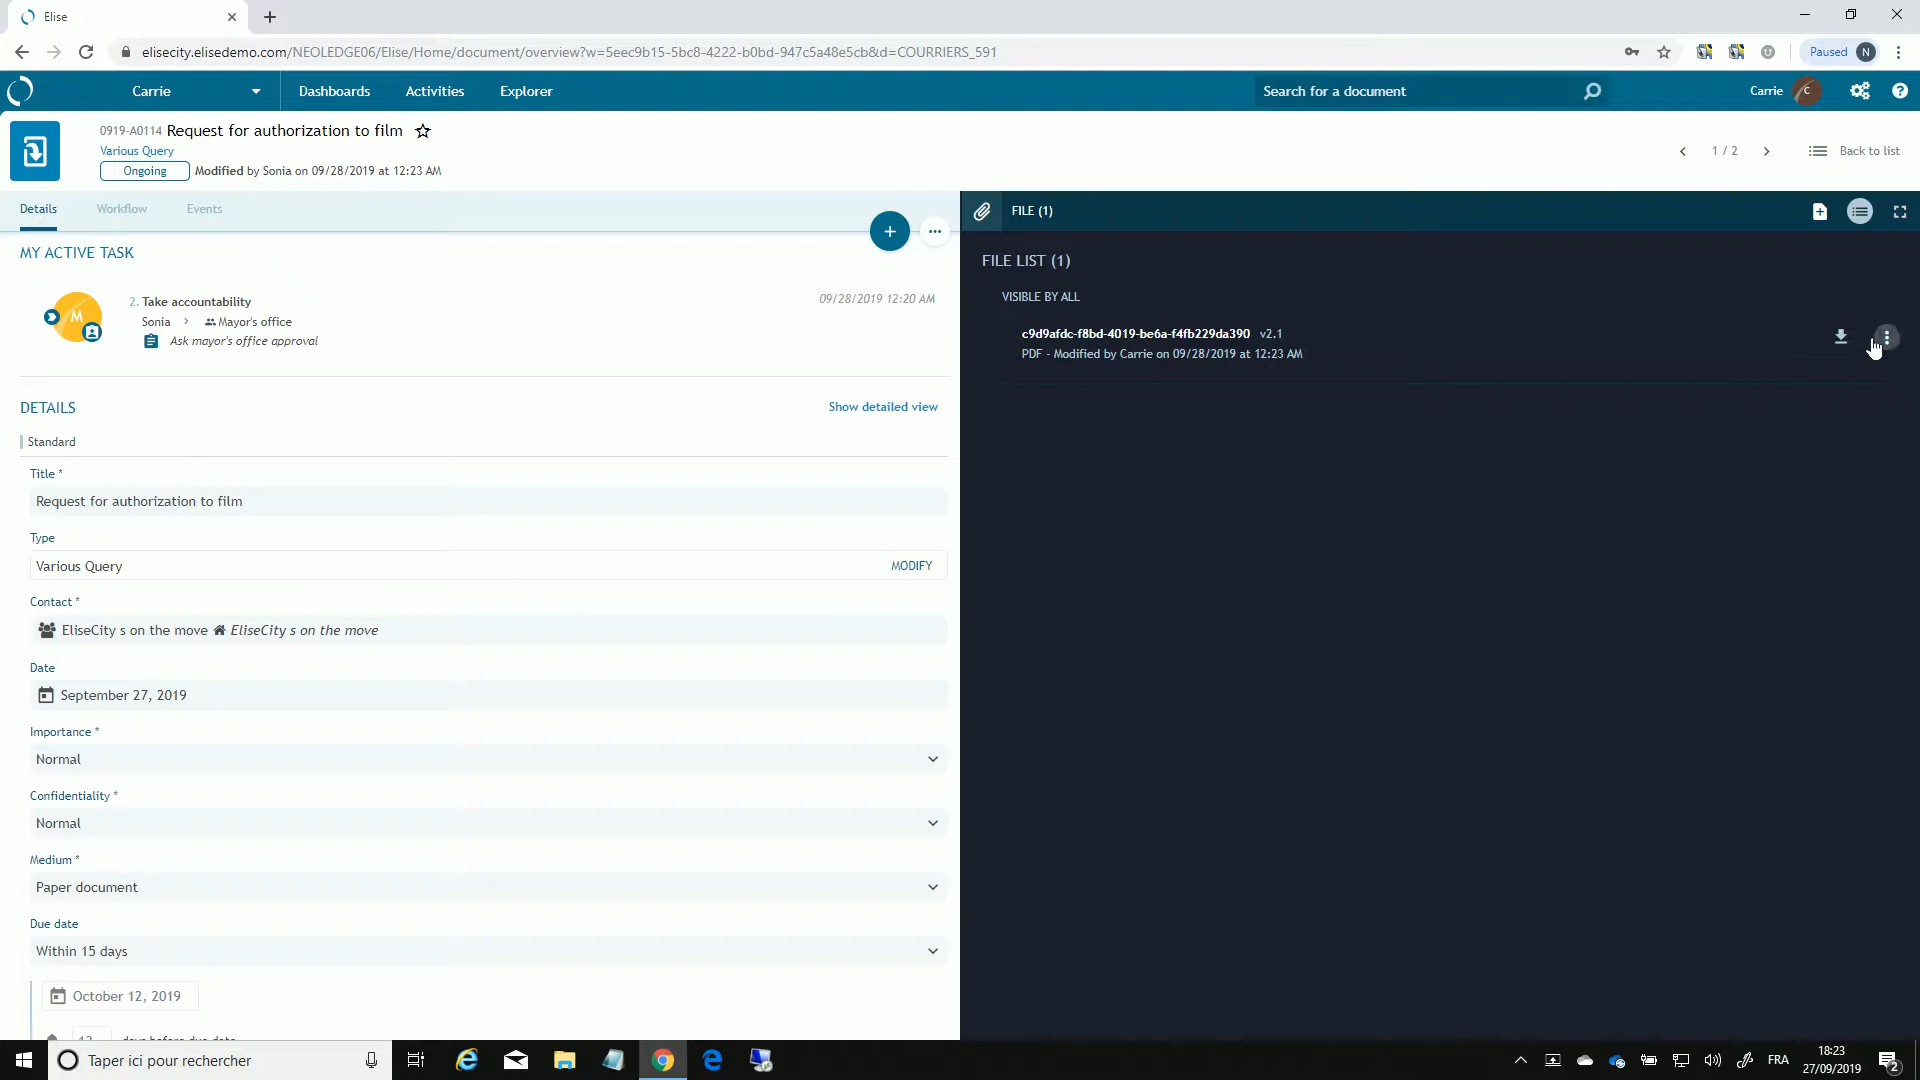 Elise
elisecity.elisedemo.com/NEOLEDGE06/Elise/Home/document/overview?w=5eec9b15-5bc8-4222-b0bd-947c5a48e5cb&d=COURRIERS_591
Paused N
Carrie
Dashboards
Activities
Explorer
Search for a document
Carrie C
0919-A0114 Request for authorization to film
Various Query
Ongoing
Modified by Sonia on 09/28/2019 at 12:23 AM
1 / 2
Back to list
Details
Workflow
Events
MY ACTIVE TASK
M
2. Take accountability
09/28/2019 12:20 AM
Sonia > Mayor's office
Ask mayor's office approval
DETAILS
Show detailed view
Standard
Title *
Request for authorization to film
Type
Various Query
MODIFY
Contact *
EliseCity s on the move EliseCity s on the move
Date
September 27, 2019
Importance *
Normal
Confidentiality *
Normal
Medium *
Paper document
Due date
Within 15 days
October 12, 2019
days before due date
FILE (1)
FILE LIST (1)
VISIBLE BY ALL
c9d9afdc-f8bd-4019-be6a-f4fb229da390 v2.1
PDF - Modified by Carrie on 09/28/2019 at 12:23 AM
Taper ici pour rechercher
FRA
18:23
27/09/2019
2